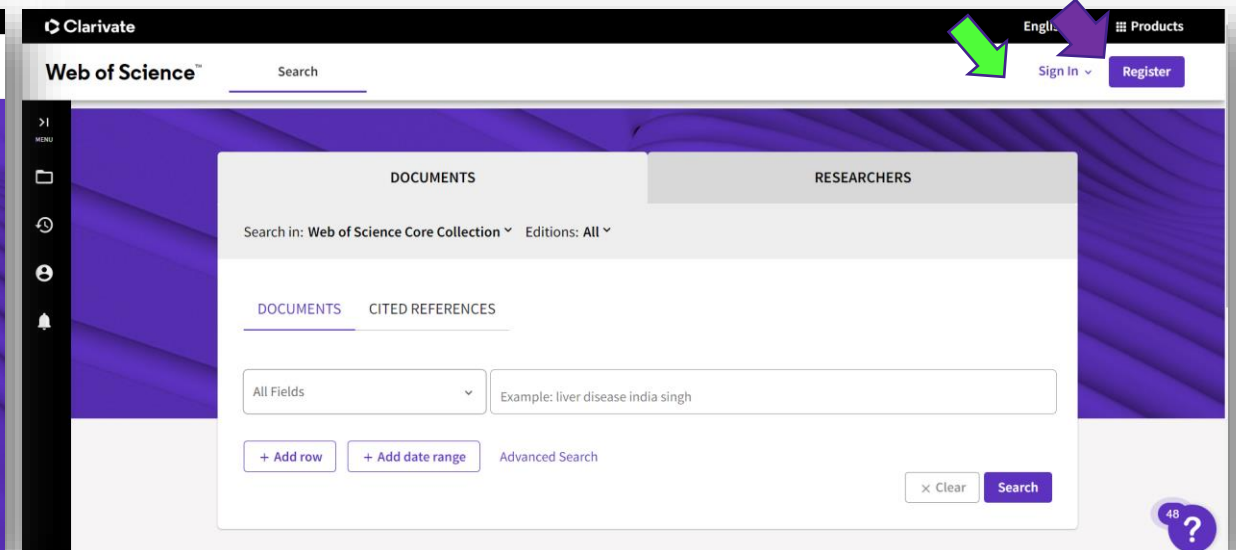 Clarivate
Products
Web of Science™
Search
Sign In
Register
MENU
DOCUMENTS
RESEARCHERS
Search in: Web of Science Core Collection Editions: All
DOCUMENTS CITED REFERENCES
All Fields
Example: liver disease india singh
+ Add row
+ Add date range
Advanced Search
× Clear
Search
48
?